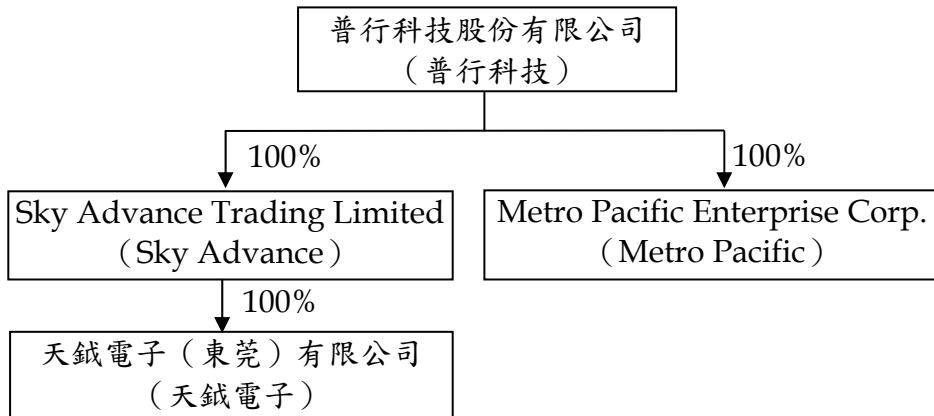 普行科技股份有限公司
（普行科技）
100%
100%
Sky Advance Trading Limited
（Sky Advance）
Metro Pacific Enterprise Corp.
（Metro Pacific）
100%
天鉞電子（東莞）有限公司
（天鉞電子）